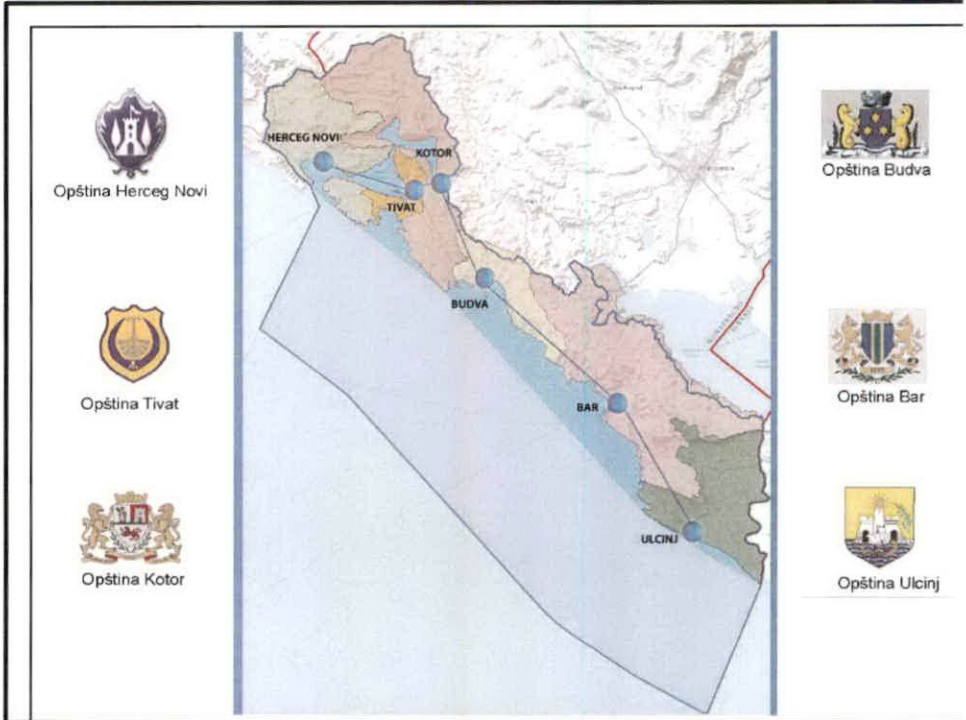 Opština Herceg Novi
Opština Tivat
Opština Kotor
HERCEG NOVI
KOTOR
TIVAT
BUDVA
BAR
ULCINJ
Opština Budva
Opština Bar
Opština Ulcinj